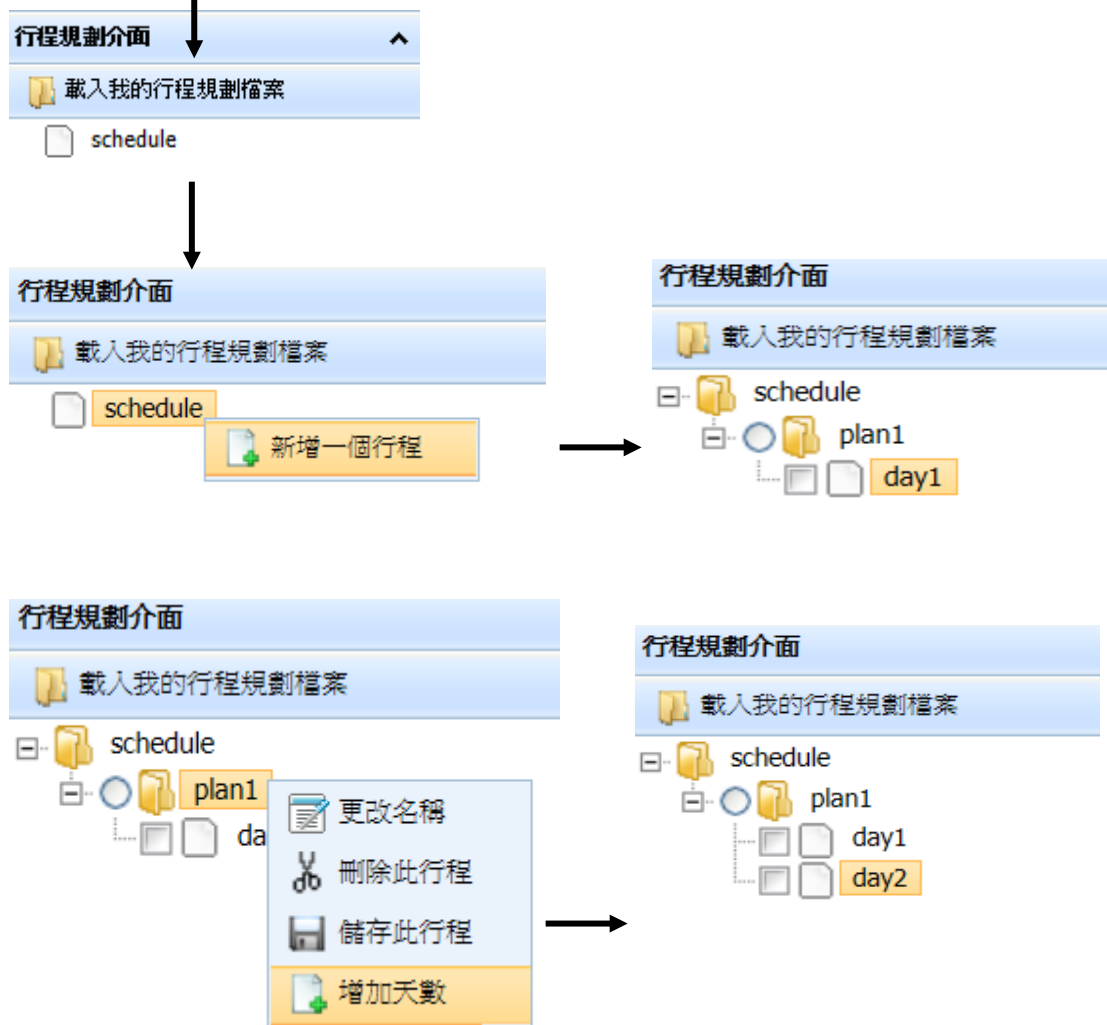 行程規劃介面
載入我的行程規劃檔案
schedule
行程規劃介面
載入我的行程規劃檔案
schedule
新增一個行程
行程規劃介面
載入我的行程規劃檔案
schedule
plan1
day1
行程規劃介面
載入我的行程規劃檔案
schedule
plan1
da
更改名稱
刪除此行程
儲存此行程
增加天數
行程規劃介面
載入我的行程規劃檔案
schedule
plan1
day1
day2